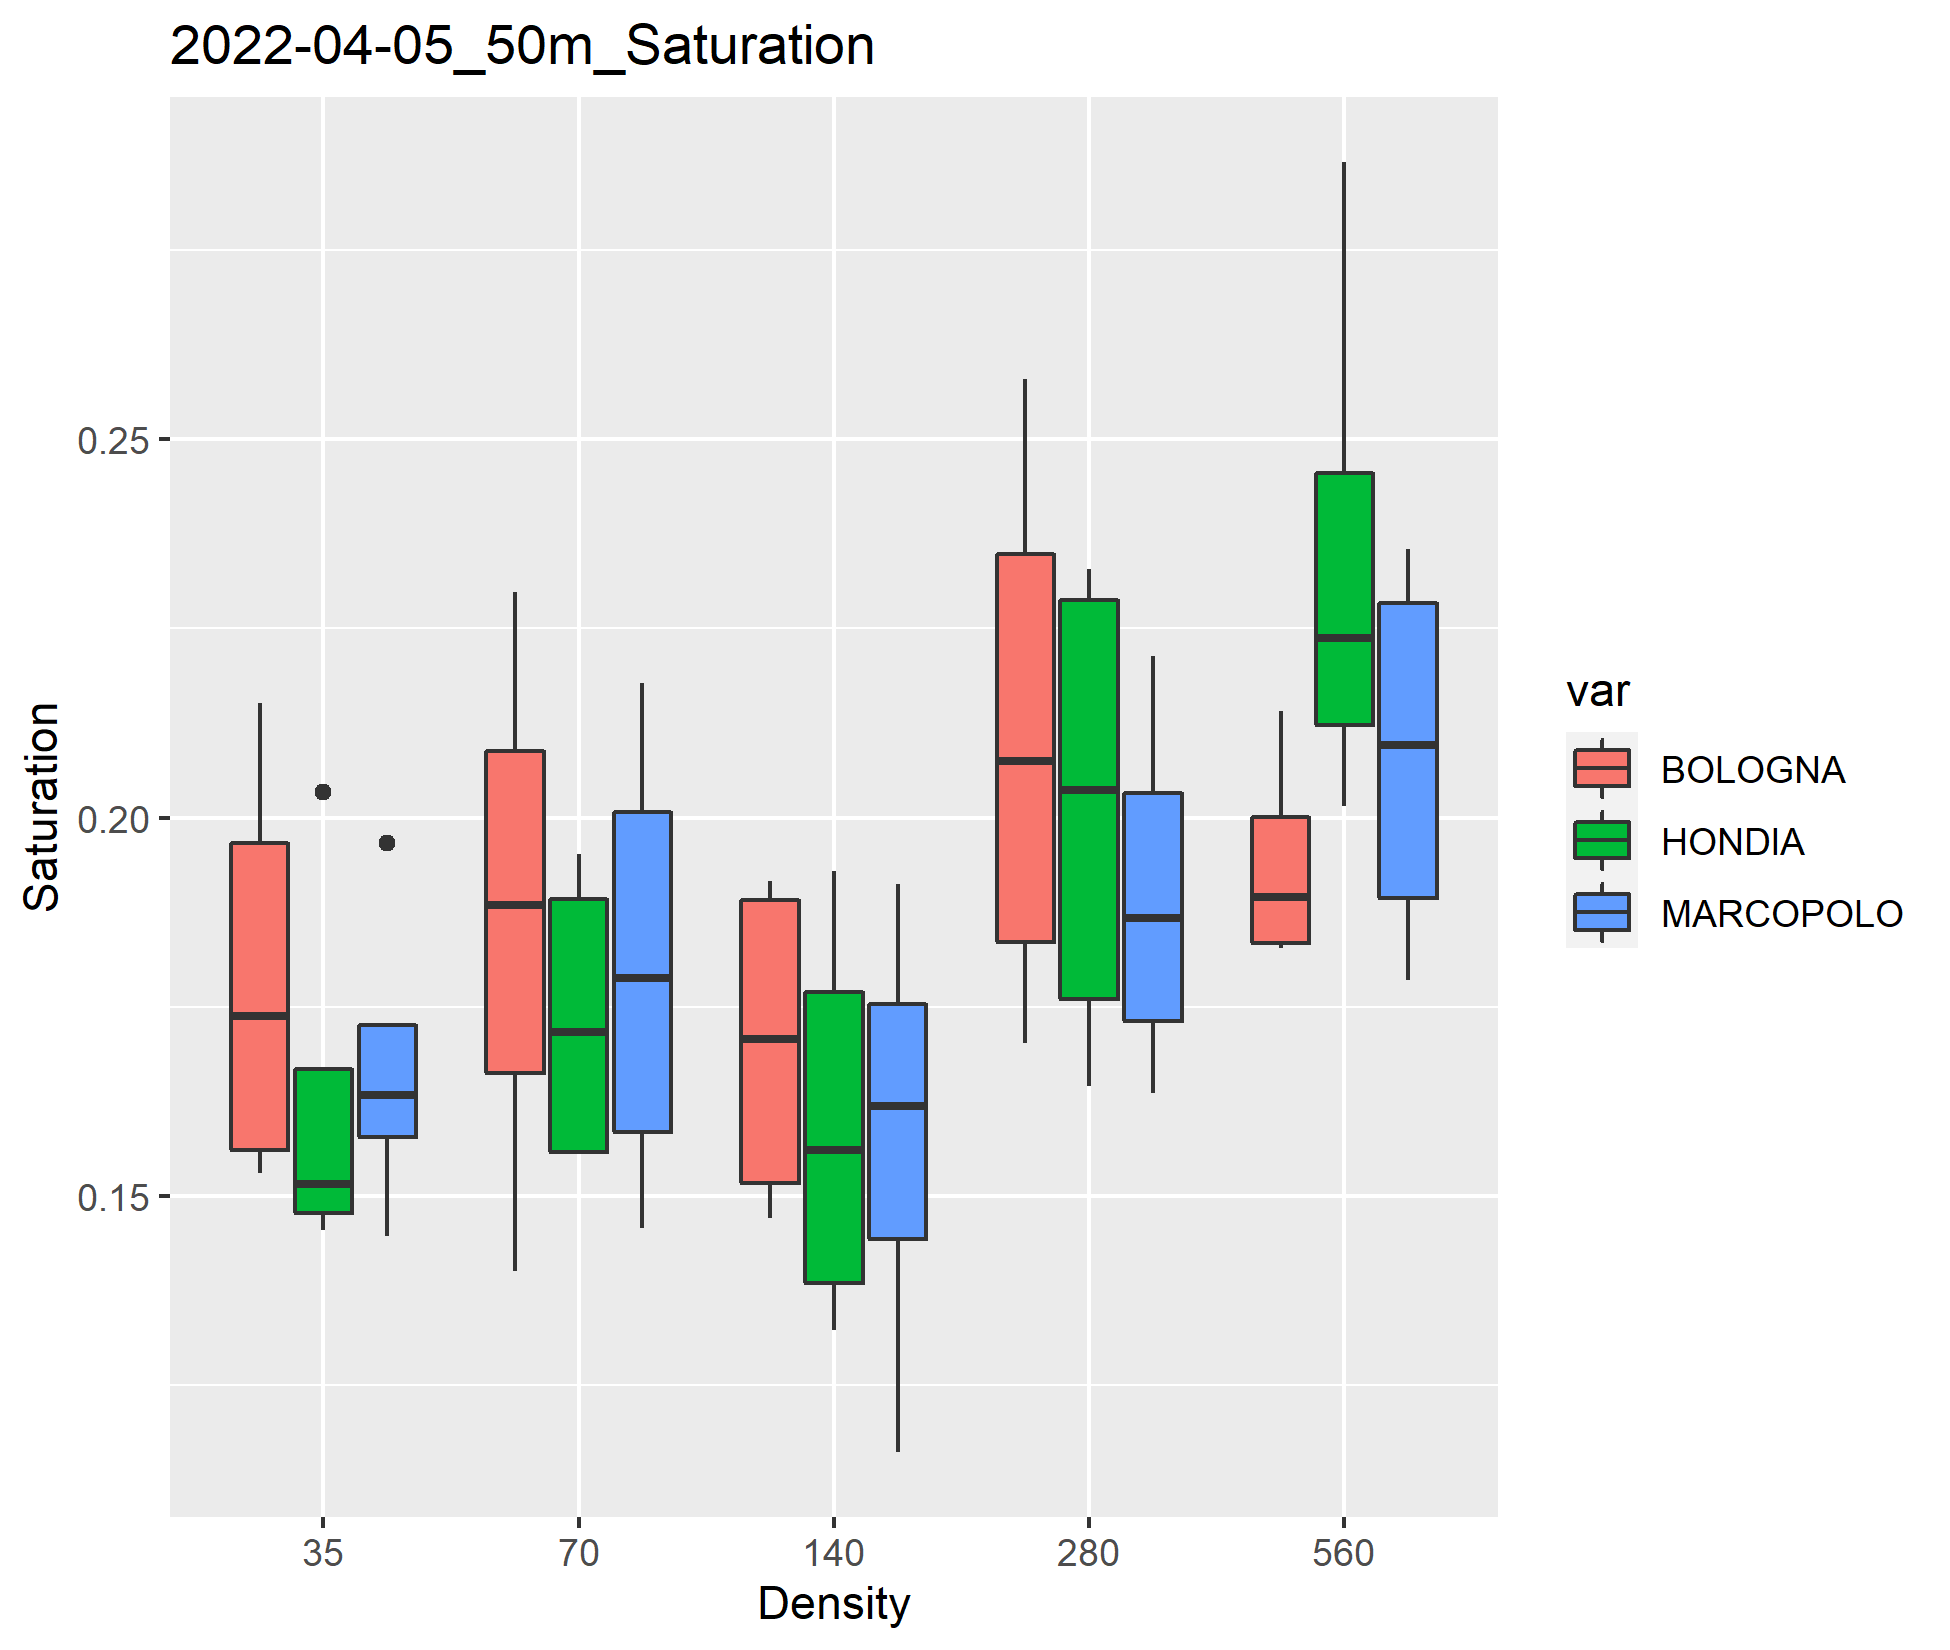 2022-04-05_50m_Saturation
Saturation
0.25
0.20
0.15
35 70 140 280 560
Density
var
BOLOGNA
HONDIA
MARCOPOLO